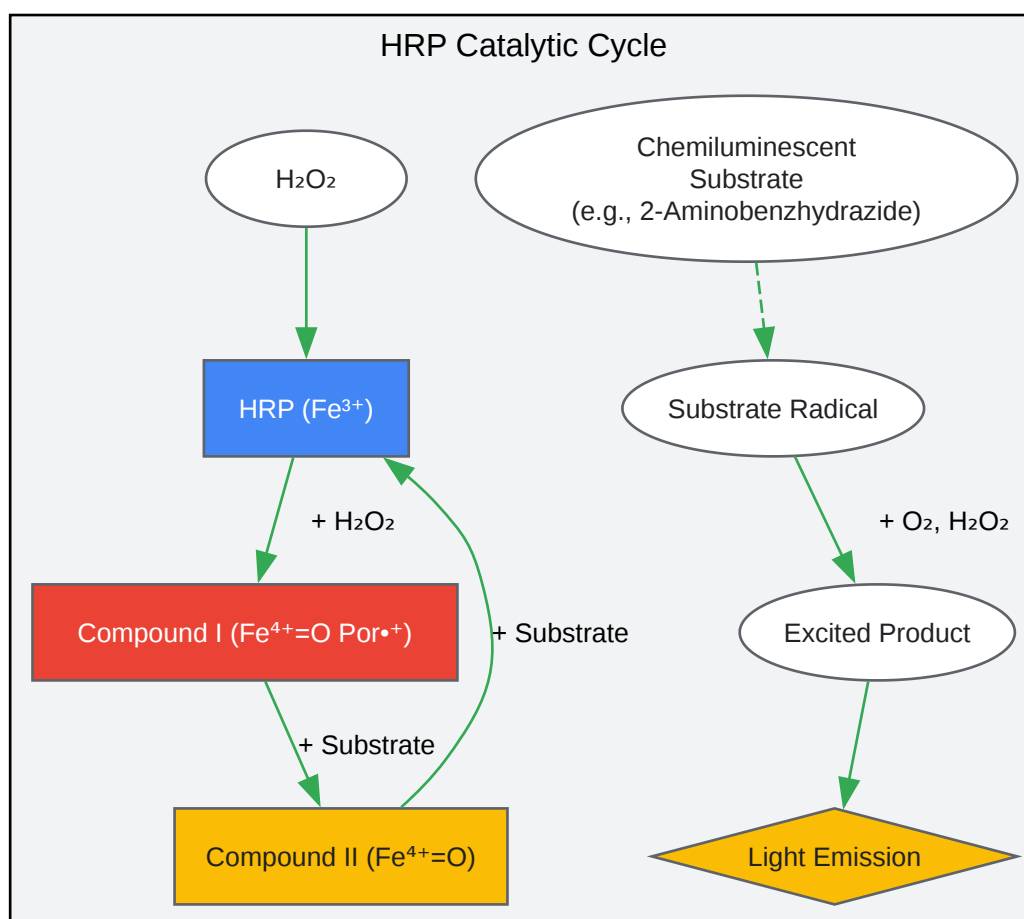 HRP Catalytic Cycle
H₂O₂
Chemiluminescent
Substrate
(e.g., 2-Aminobenzhydrazide)
HRP (Fe³⁺)
Substrate Radical
+ H₂O₂
+ O₂, H₂O₂
Compound I (Fe⁴⁺=O Por•⁺)
+ Substrate
Excited Product
+ Substrate
Compound II (Fe⁴⁺=O)
Light Emission